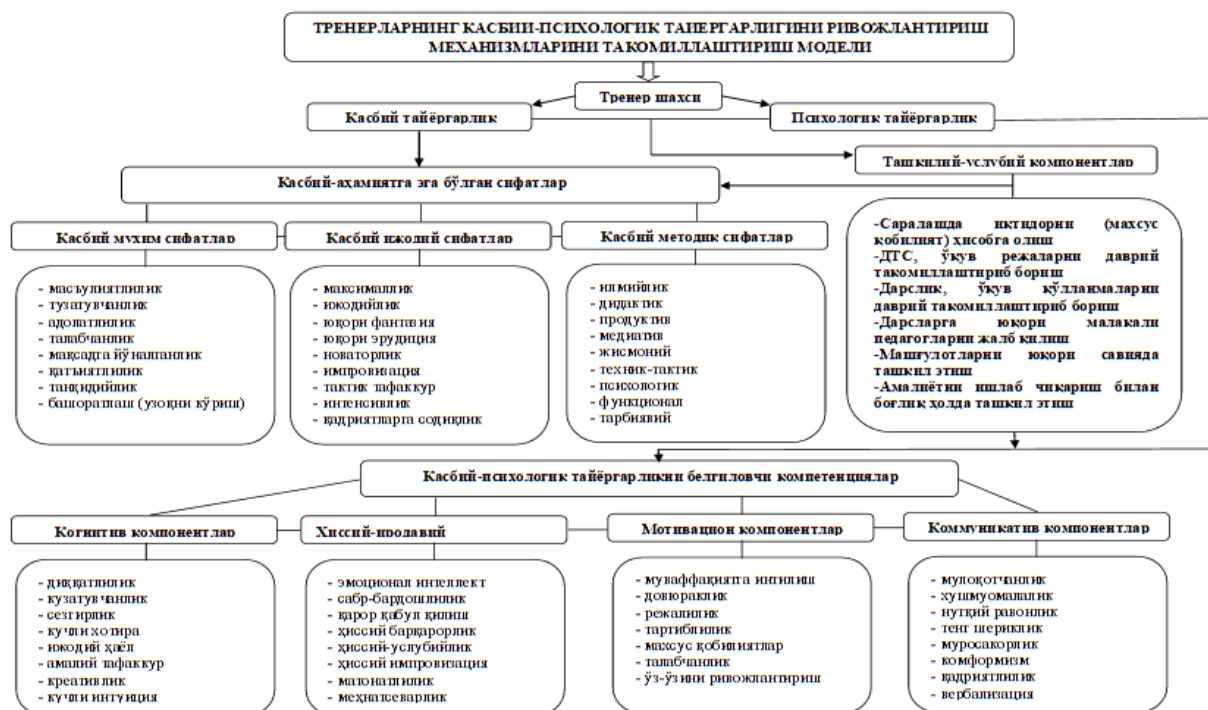 ТРЕНЕРЛАРНИНГ КАСБИЙ-ПСИХОЛОГИК ТАЙЁРГАРЛИГИНИ РИВОЖЛАНТИРИШ
МЕХАНИЗМЛАРИНИ ТАКОМИЛЛАШТИРИШ МОДЕЛИ
Тренер шахси
Касбий тайёргарлик
Психологик тайёргарлик
Ташкилий-услубий компонентлар
Касбий-аҳамиятга эга бўлган сифатлар
Касбий муҳим сифатлар
Касбий ижодий сифатлар
Касбий методик сифатлар
- масъулиятлилик
- тузатувчанлик
- адолатлилик
- талабчанлик
- мақсадга йўналганлик
- қатъиятлилик
- танқидийлик
- башоратлаш (узоқни кўриш)
- максималлик
- ижодийлик
- юқори фантазия
- юқори эрудиция
- новаторлик
- импровизация
- тактик тафаккур
- интенсивлик
- қадриятларга содиқлик
- илмийлик
- дидактик
- продуктив
- медиатив
- жисмоний
- техник-тактик
- психологик
- функционал
- тарбиявий
-Саралашда иқтидорни (махсус
қобилият) ҳисобга олиш
-ДТС, ўқув режаларни даврий
такомиллаштириб бориш
-Дарслик, ўқув қўлланмаларни
даврий такомиллаштириб бориш
-Дарсларга юқори малакали
педагогларни жалб қилиш
-Машғулотларни юқори савияда
ташкил этиш
-Амалиётни ишлаб чиқариш билан
боғлиқ ҳолда ташкил этиш
Касбий-психологик тайёргарликни белгиловчи компетенциялар
Когнитив компонентлар
Ҳиссий-иродавий
Мотивацион компонентлар
Коммуникатив компонентлар
- диққатлилик
- кузатувчанлик
- сезгирлик
- кучли хотира
- ижодий ҳаёл
- амалий тафаккур
- креативлик
- кучли интуиция
- эмоционал интеллект
- сабр-бардошлилик
- қарор қабул қилиш
- ҳиссий барқарорлик
- ҳиссий-услубийлик
- ҳиссий импровизация
- матонатлилик
- меҳнатсеварлик
- муваффақиятга интилиш
- довюраклик
- режалилик
- тартиблилик
- махсус қобилиятлар
- талабчанлик
- ўз-ўзини ривожлантириш
- мулоқотчанлик
- хушмуомалалик
- нутқий равонлик
- тенг шериклик
- муросакорлик
- комформизм
- қадриятлилик
- вербализация